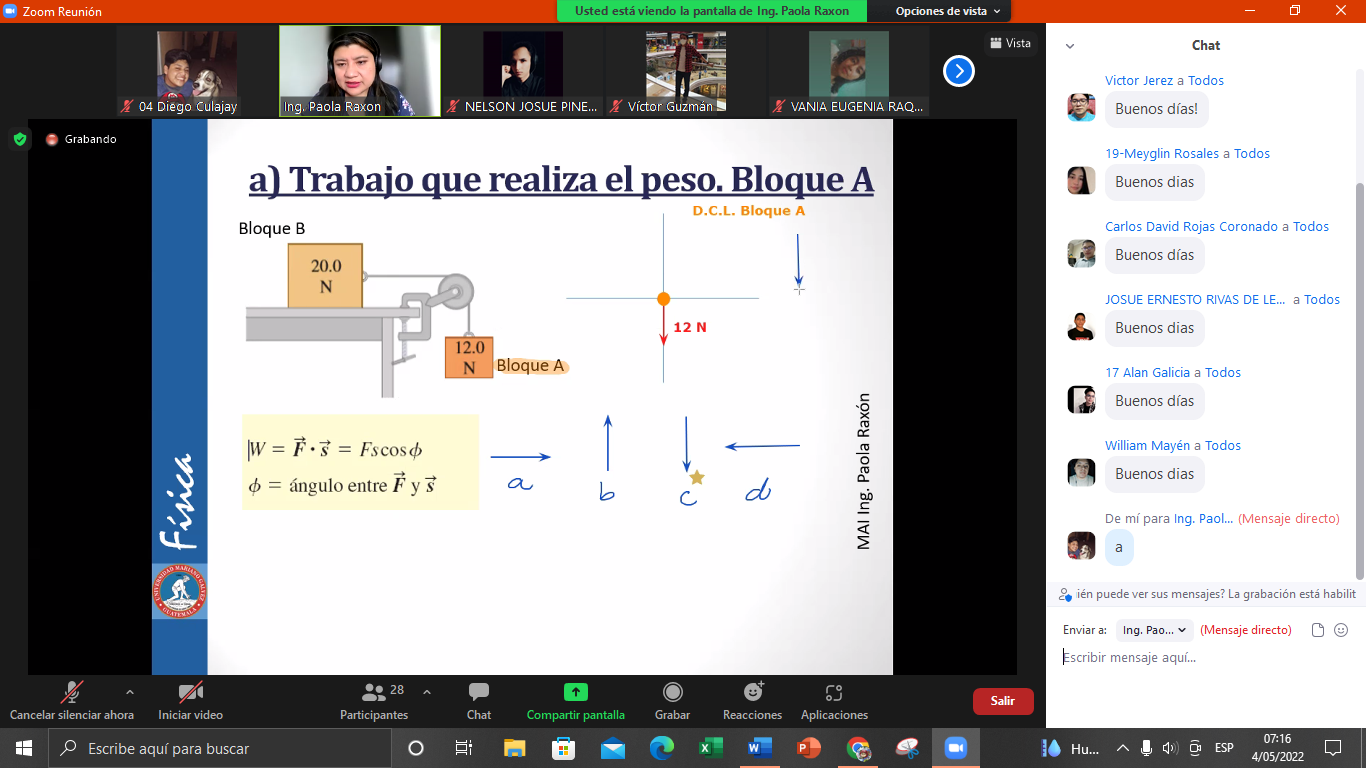 Zoom Reunión
Usted está viendo la pantalla de Ing. Paola Raxon
Opciones de vista
04 Diego Culajay
Ing. Paola Raxon
NELSON JOSUE PINE...
Víctor Guzmán
VANIA EUGENIA RAQ...
Vista
Grabando
a) Trabajo que realiza el peso. Bloque A
D.C.L. Bloque A
Bloque B
20.0
N
12.0
N
Bloque A
12 N
W = F⃗ · s⃗ = Fs cos ϕ
ϕ = ángulo entre F⃗ y s⃗
a
b
c
d
MAI Ing. Paola Raxón
Física
UNIVERSIDAD MARIANO GÁLVEZ
GUATEMALA
Chat
Victor Jerez a Todos
Buenos días!
19-Meyglin Rosales a Todos
Buenos dias
Carlos David Rojas Coronado a Todos
Buenos días
JOSUE ERNESTO RIVAS DE LE... a Todos
Buenos dias
17 Alan Galicia a Todos
Buenos días
William Mayén a Todos
Buenos dias
De mí para Ing. Paol... (Mensaje directo)
a
ién puede ver sus mensajes? La grabación está habilit
Enviar a: Ing. Pao... (Mensaje directo)
Escribir mensaje aquí...
Cancelar silenciar ahora
Iniciar video
Participantes
28
Chat
Compartir pantalla
Grabar
Reacciones
Aplicaciones
Salir
Escribe aquí para buscar
Hu...
ESP
07:16
4/05/2022